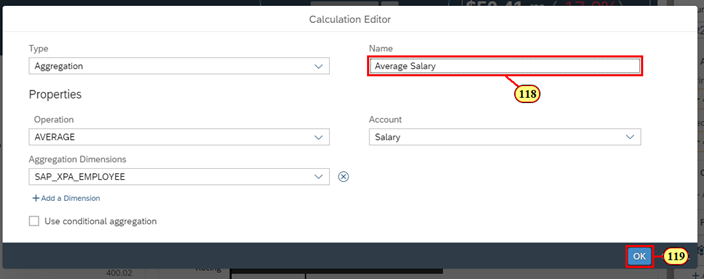 Calculation Editor
Type
Name
Aggregation
Average Salary
118
Properties
Operation
Account
AVERAGE
Salary
Aggregation Dimensions
SAP_XPA_EMPLOYEE
+Add a Dimension
Use conditional aggregation
OK
119
400.02